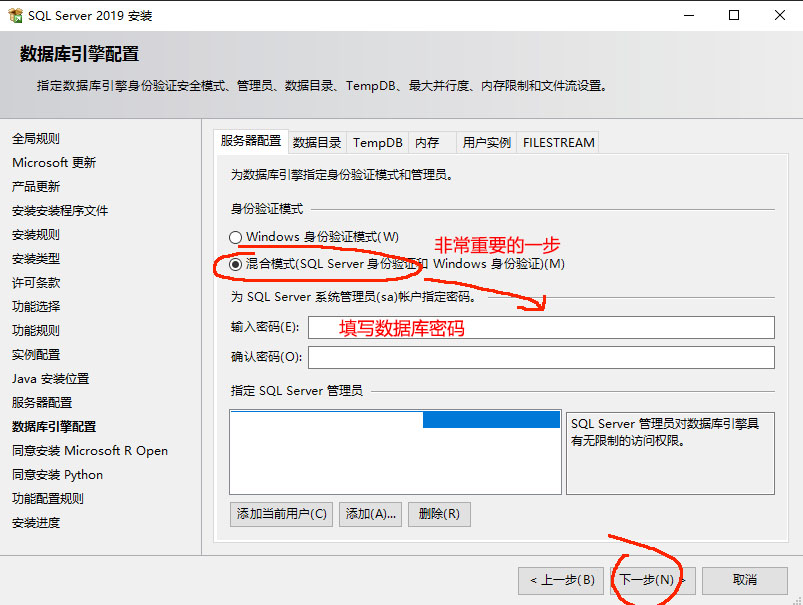 SQL Server 2019 安装
数据库引擎配置
指定数据库引擎身份验证安全模式、管理员、数据目录、TempDB、最大并行度、内存限制和文件流设置。
全局规则
Microsoft 更新
产品更新
安装安装程序文件
安装规则
安装类型
许可条款
功能选择
功能规则
实例配置
Java 安装位置
服务器配置
数据库引擎配置
同意安装 Microsoft R Open
同意安装 Python
功能配置规则
安装进度
服务器配置 数据目录 TempDB 内存 用户实例 FILESTREAM
为数据库引擎指定身份验证模式和管理员。
身份验证模式
Windows 身份验证模式(W)
非常重要的一步
混合模式(SQL Server 身份验证和 Windows 身份验证)(M)
为 SQL Server 系统管理员(sa)帐户指定密码。
输入密码(E):
填写数据库密码
确认密码(O):
指定 SQL Server 管理员
SQL Server 管理员对数据库引擎具
有无限制的访问权限。
添加当前用户(C) 添加(A)... 删除(R)
< 上一步(B) 下一步(N) > 取消